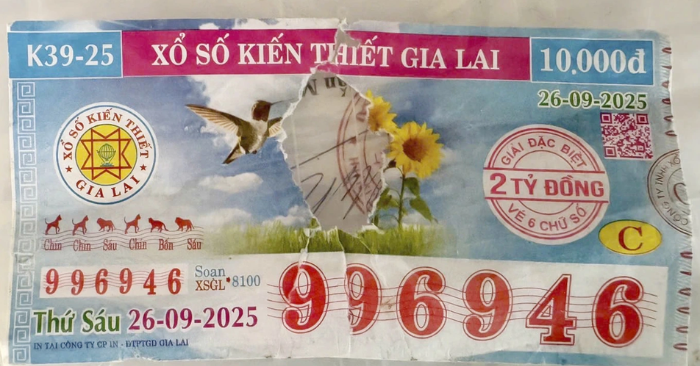 K39-25
XỔ SỐ KIẾN THIẾT GIA LAI
10.000đ
26-09-2025
XỔ SỐ KIẾN THIẾT
GIA LAI
GIẢI ĐẶC BIỆT
2 TỶ ĐỒNG
VÉ 6 CHỮ SỐ
C
Chín Chín Sáu Chín Bốn Sáu
996946
Soan
XSGL*8100
996946
Thứ Sáu 26-09-2025
IN TẠI CÔNG TY CP IN - DTPTGD GIA LAI